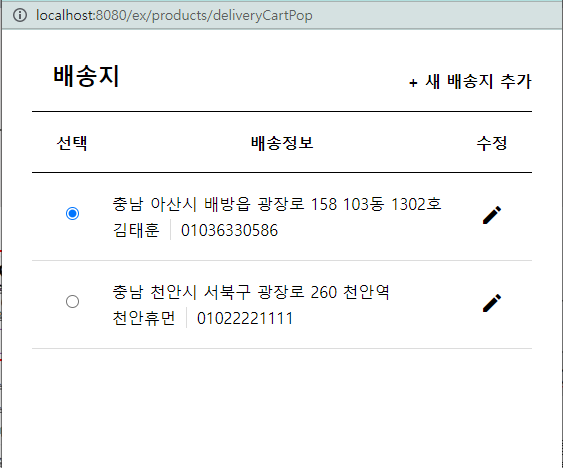 localhost:8080/ex/products/deliveryCartPop
배송지
+ 새 배송지 추가
선택 배송정보 수정
충남 아산시 배방읍 광장로 158 103동 1302호
김태훈 01036330586
충남 천안시 서북구 광장로 260 천안역
천안휴먼 01022221111